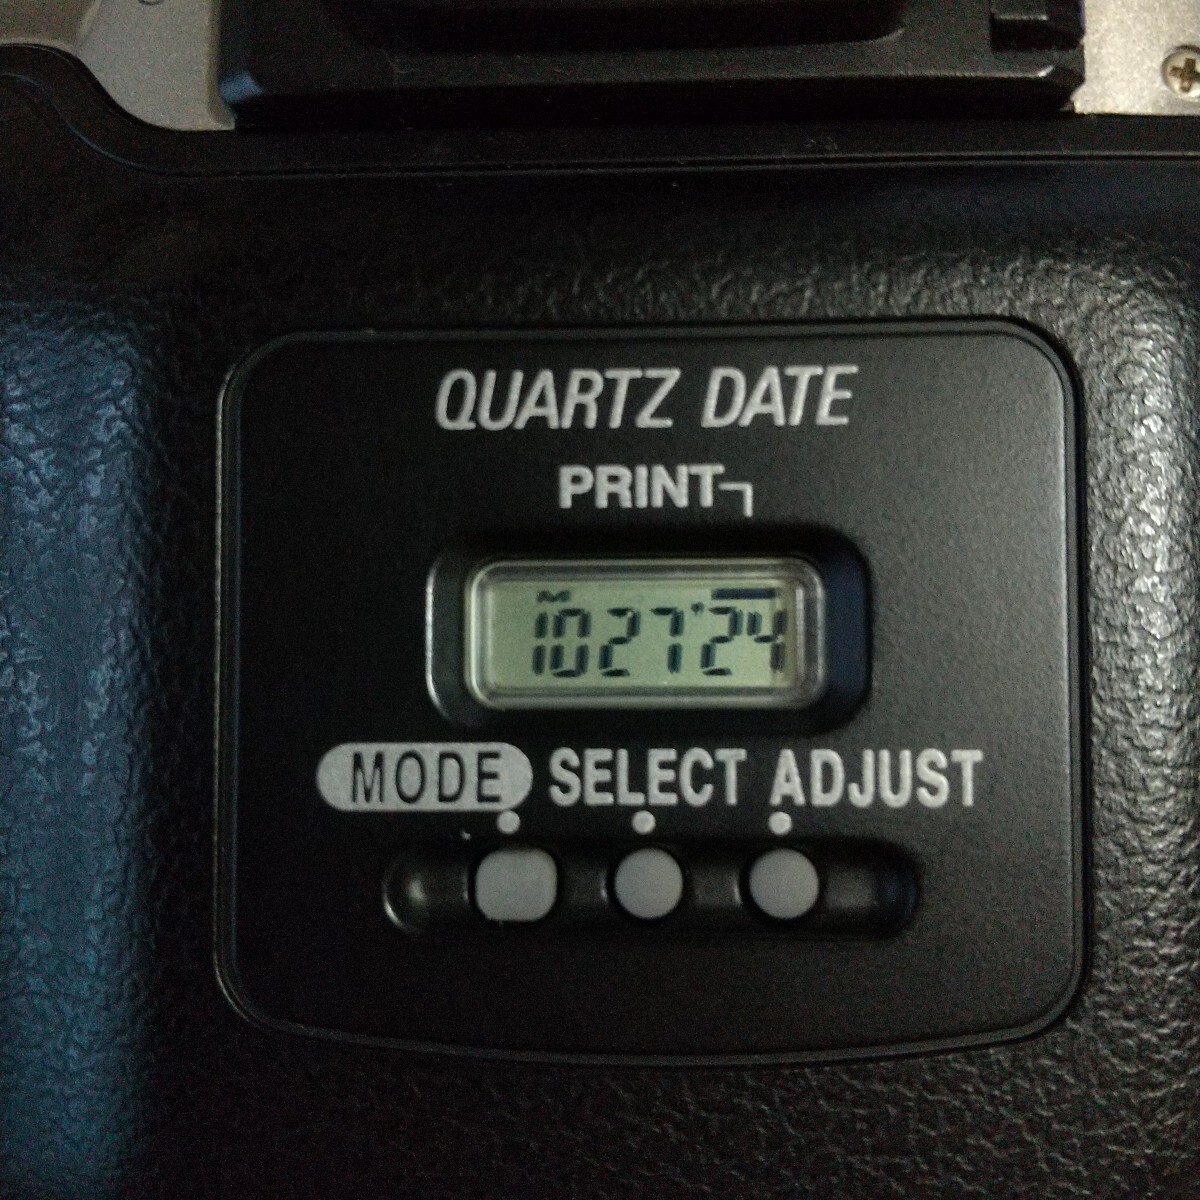 QUARTZ DATE
PRINT
M
10 27 '24
MODE SELECT ADJUST